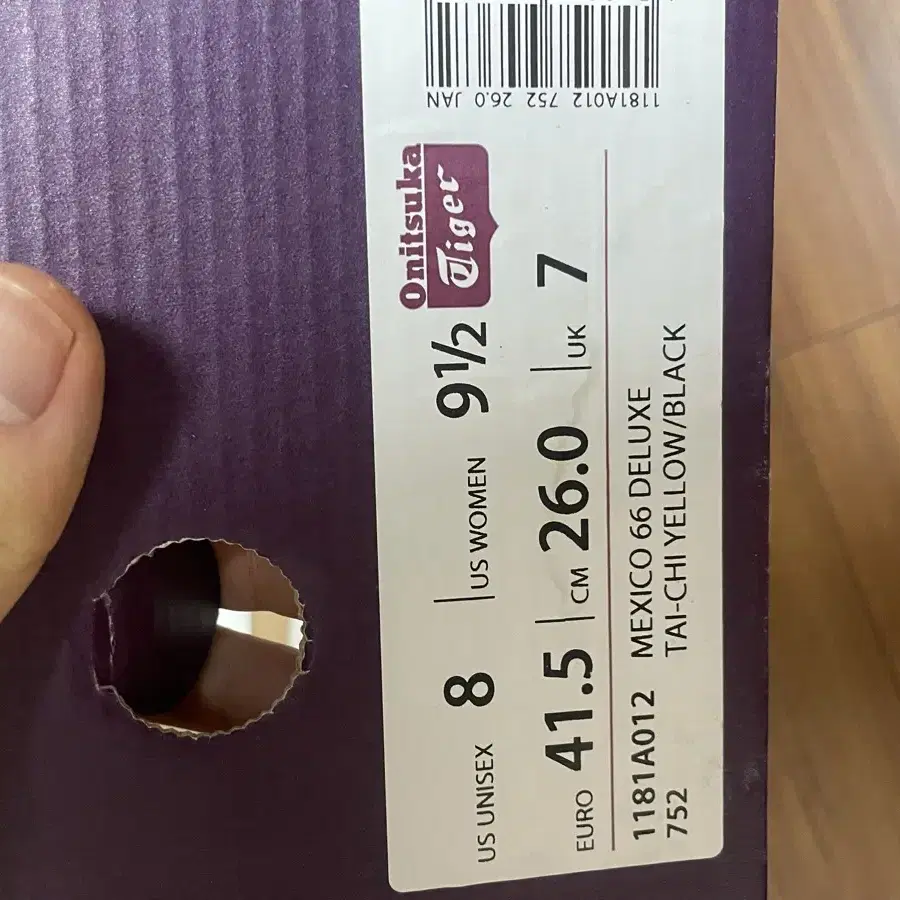 1181A012 752 26.0 JAN
Onitsuka
Tiger
US UNISEX 8 US WOMEN 9½
EURO 41.5 CM 26.0 UK 7
1181A012 MEXICO 66 DELUXE
752 TAI-CHI YELLOW/BLACK